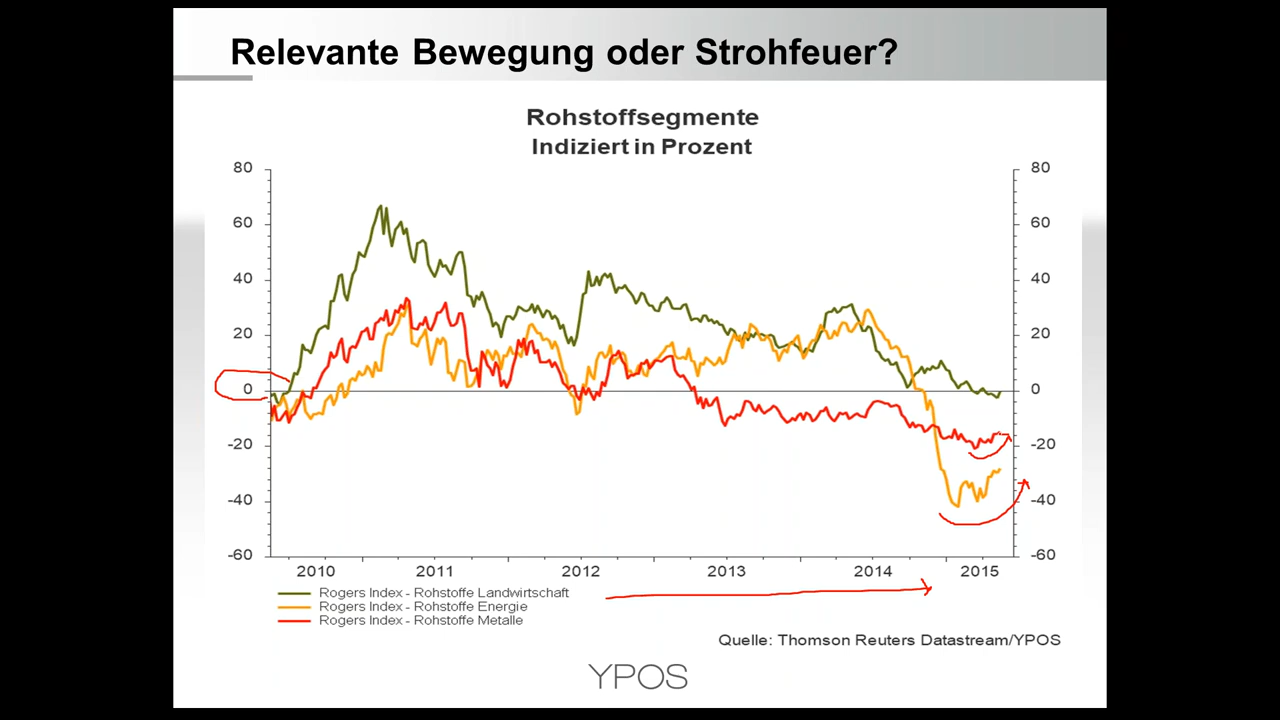 Relevante Bewegung oder Strohfeuer?
Rohstoffsegmente
Indiziert in Prozent
80 80
60 60
40 40
20 20
0 0
-20 -20
-40 -40
-60 -60
2010 2011 2012 2013 2014 2015
Rogers Index - Rohstoffe Landwirtschaft
Rogers Index - Rohstoffe Energie
Rogers Index - Rohstoffe Metalle
Quelle: Thomson Reuters Datastream/YPOS
YPOS